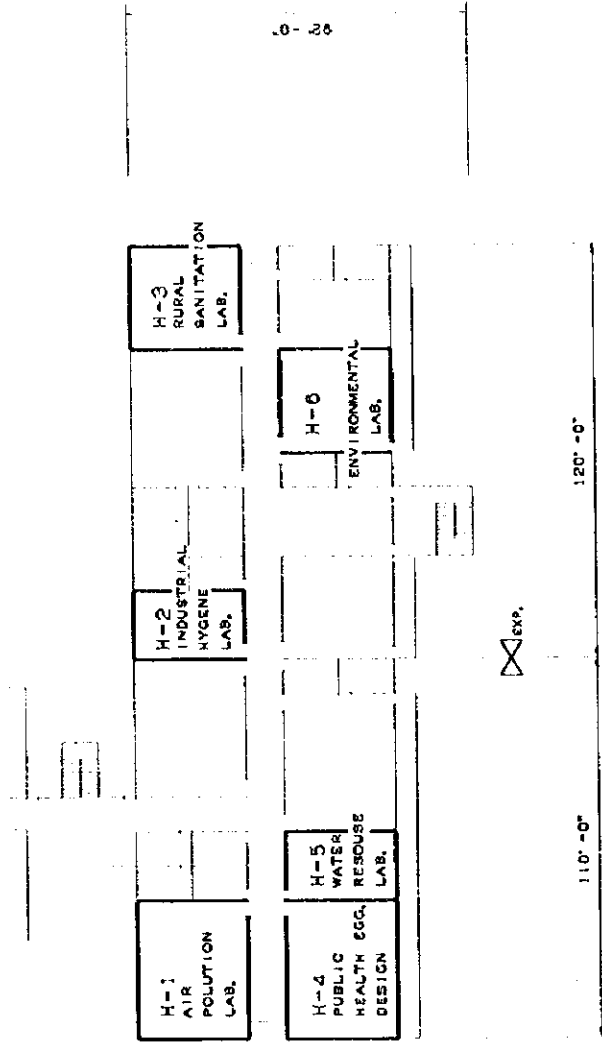 H-1
AIR
POLUTION
LAB.
H-2
INDUSTRIAL
HYGENE
LAB.
H-3
RURAL
SANITATION
LAB.
H-4
PUBLIC
HEALTH EGG.
DESIGN
H-5
WATER
RESOUSE
LAB.
H-6
ENVIRONMENTAL
LAB.
EXP.
110'-0"
120'-0"